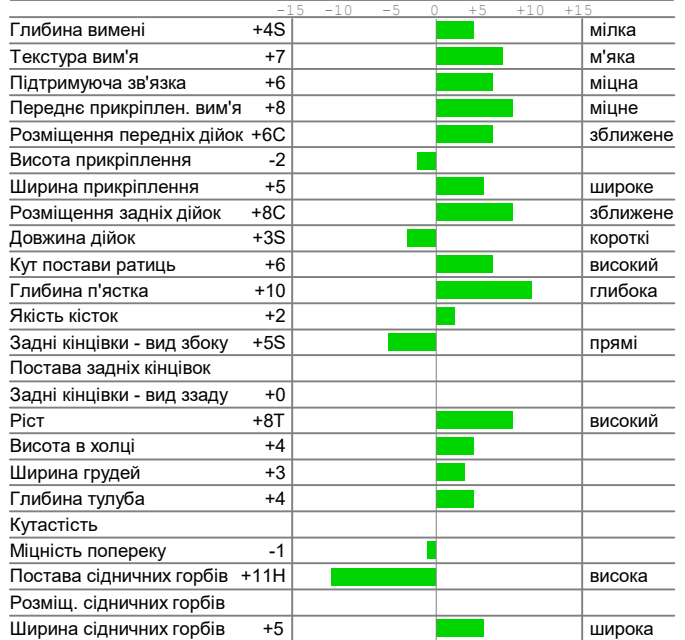 -15 -10 -5 0 +5 +10 +15
Глибина вимені +4S мілка
Текстура вим'я +7 м'яка
Підтримуюча зв'язка +6 міцна
Переднє прикріплен. вим'я +8 міцне
Розміщення передніх дійок +6C зближене
Висота прикріплення -2
Ширина прикріплення +5 широке
Розміщення задніх дійок +8C зближене
Довжина дійок +3S короткі
Кут постави ратиць +6 високий
Глибина п'ястка +10 глибока
Якість кісток +2
Задні кінцівки - вид збоку +5S прямі
Постава задніх кінцівок
Задні кінцівки - вид ззаду +0
Ріст +8T високий
Висота в холці +4
Ширина грудей +3
Глибина тулуба +4
Кутастість
Міцність попереку -1
Постава сідничних горбів +11H висока
Розміщ. сідничних горбів
Ширина сідничних горбів +5 широка